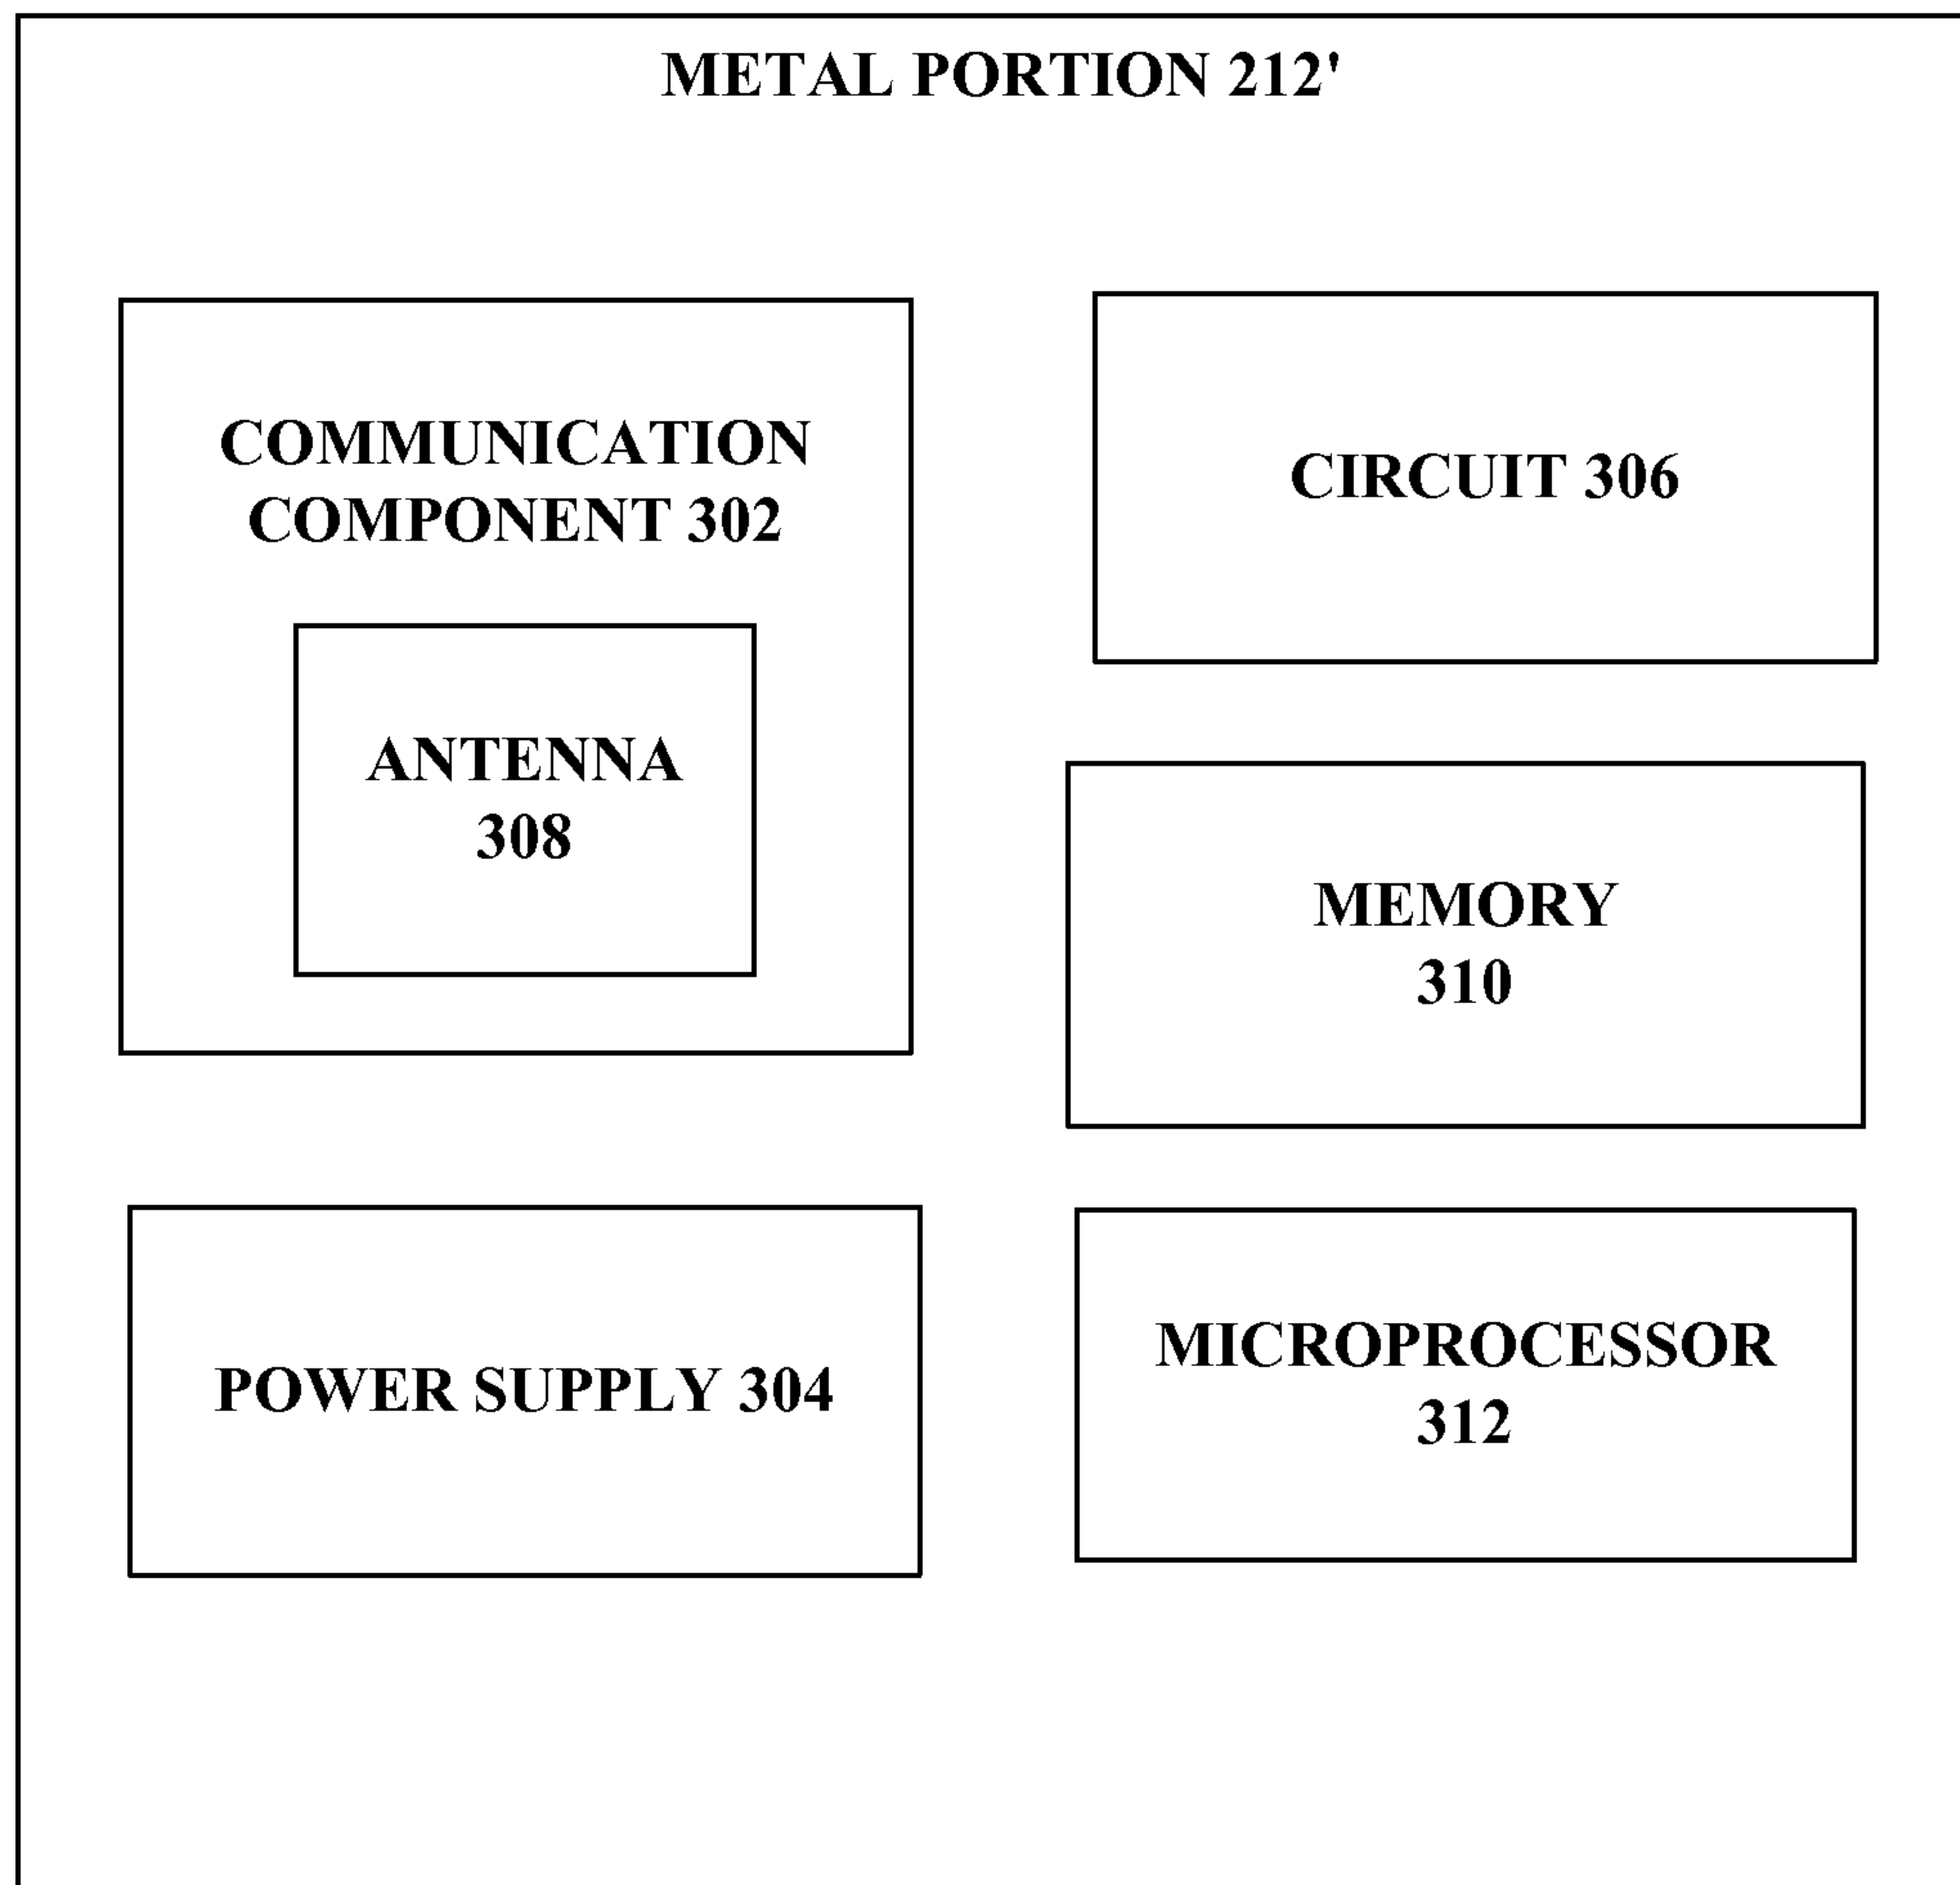 METAL PORTION 212'
COMMUNICATION
COMPONENT 302
ANTENNA
308
POWER SUPPLY 304
CIRCUIT 306
MEMORY
310
MICROPROCESSOR
312